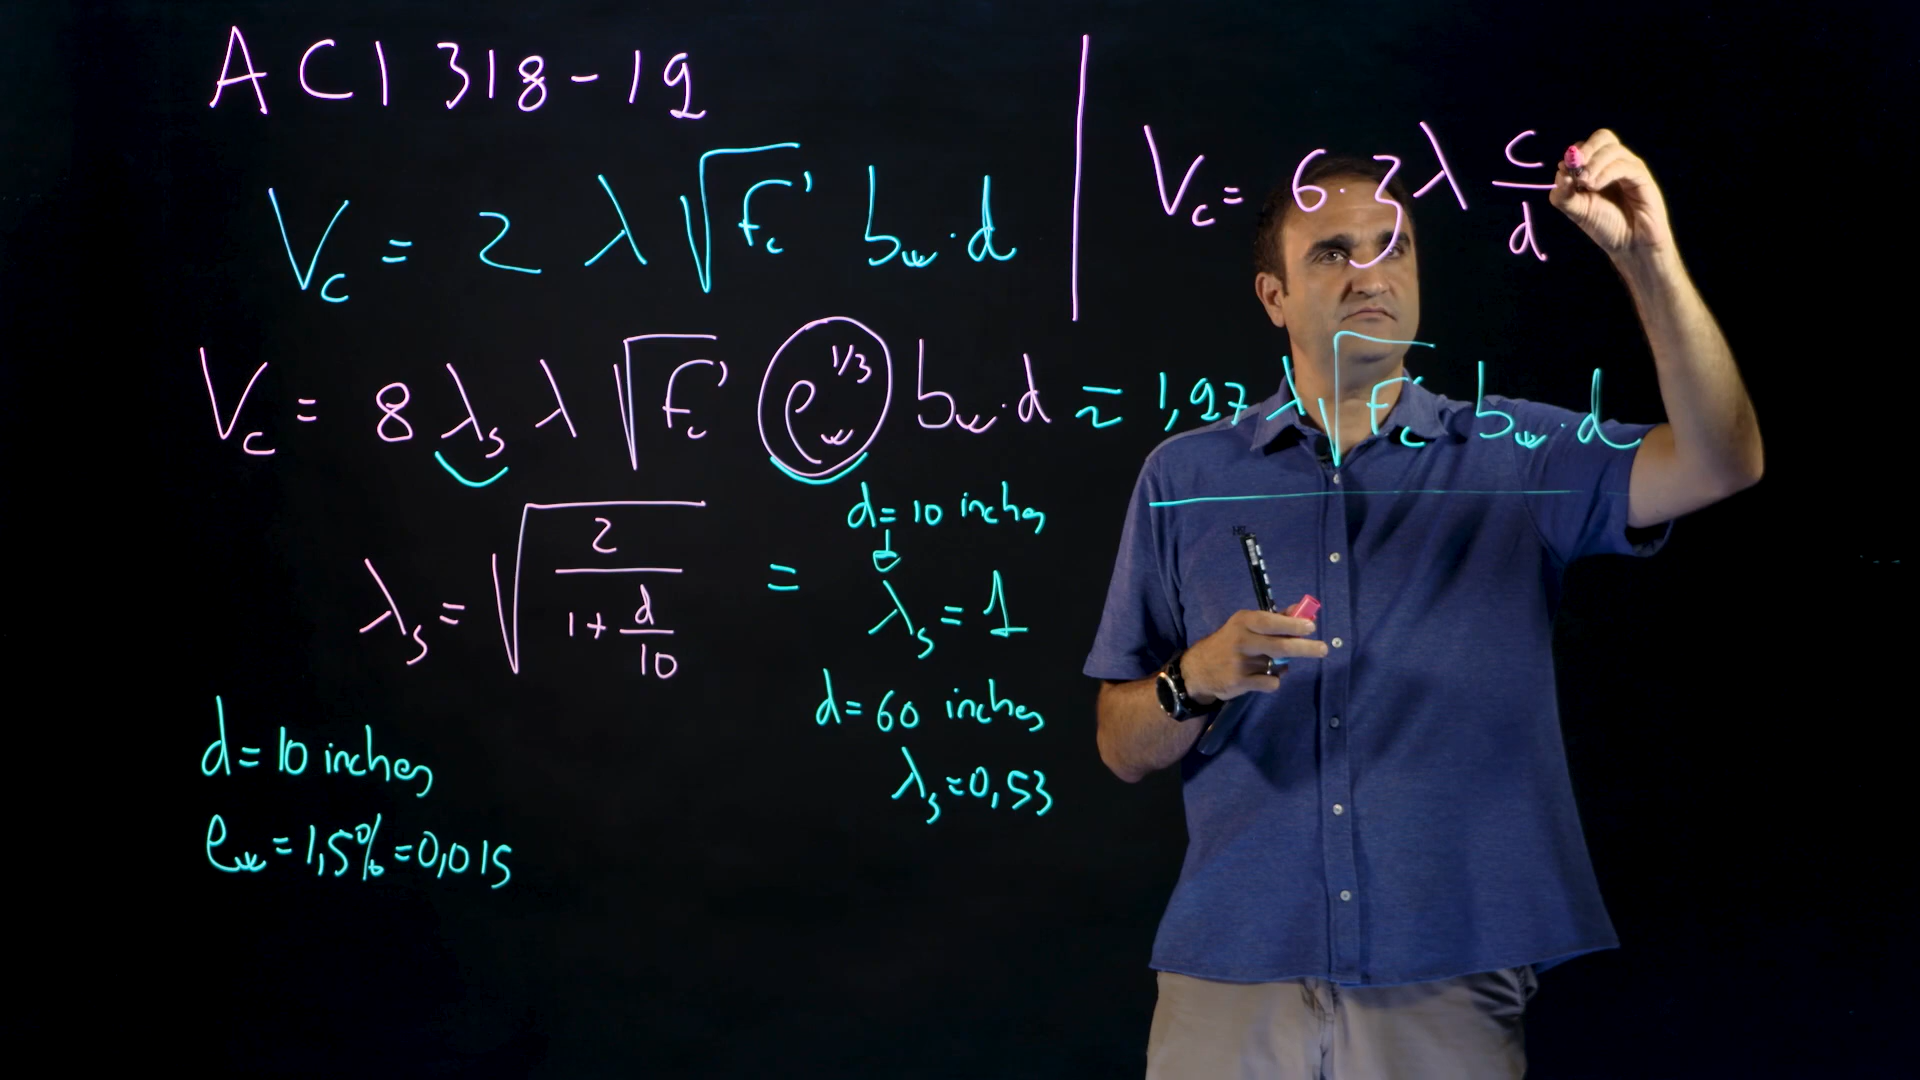 ACI 318-19
Vc = 2 λ √fc' bw·d
Vc = 8 λs λ √fc' ρw^1/3 bw·d ≈ 1,97 λ √fc' bw·d
λs = √(2 / (1 + d/10)) =
d = 10 inches
λs = 1
d = 60 inches
λs ≈ 0,53
d = 10 inches
ρw = 1,5% = 0,015
Vc = 6.3 λ c/d